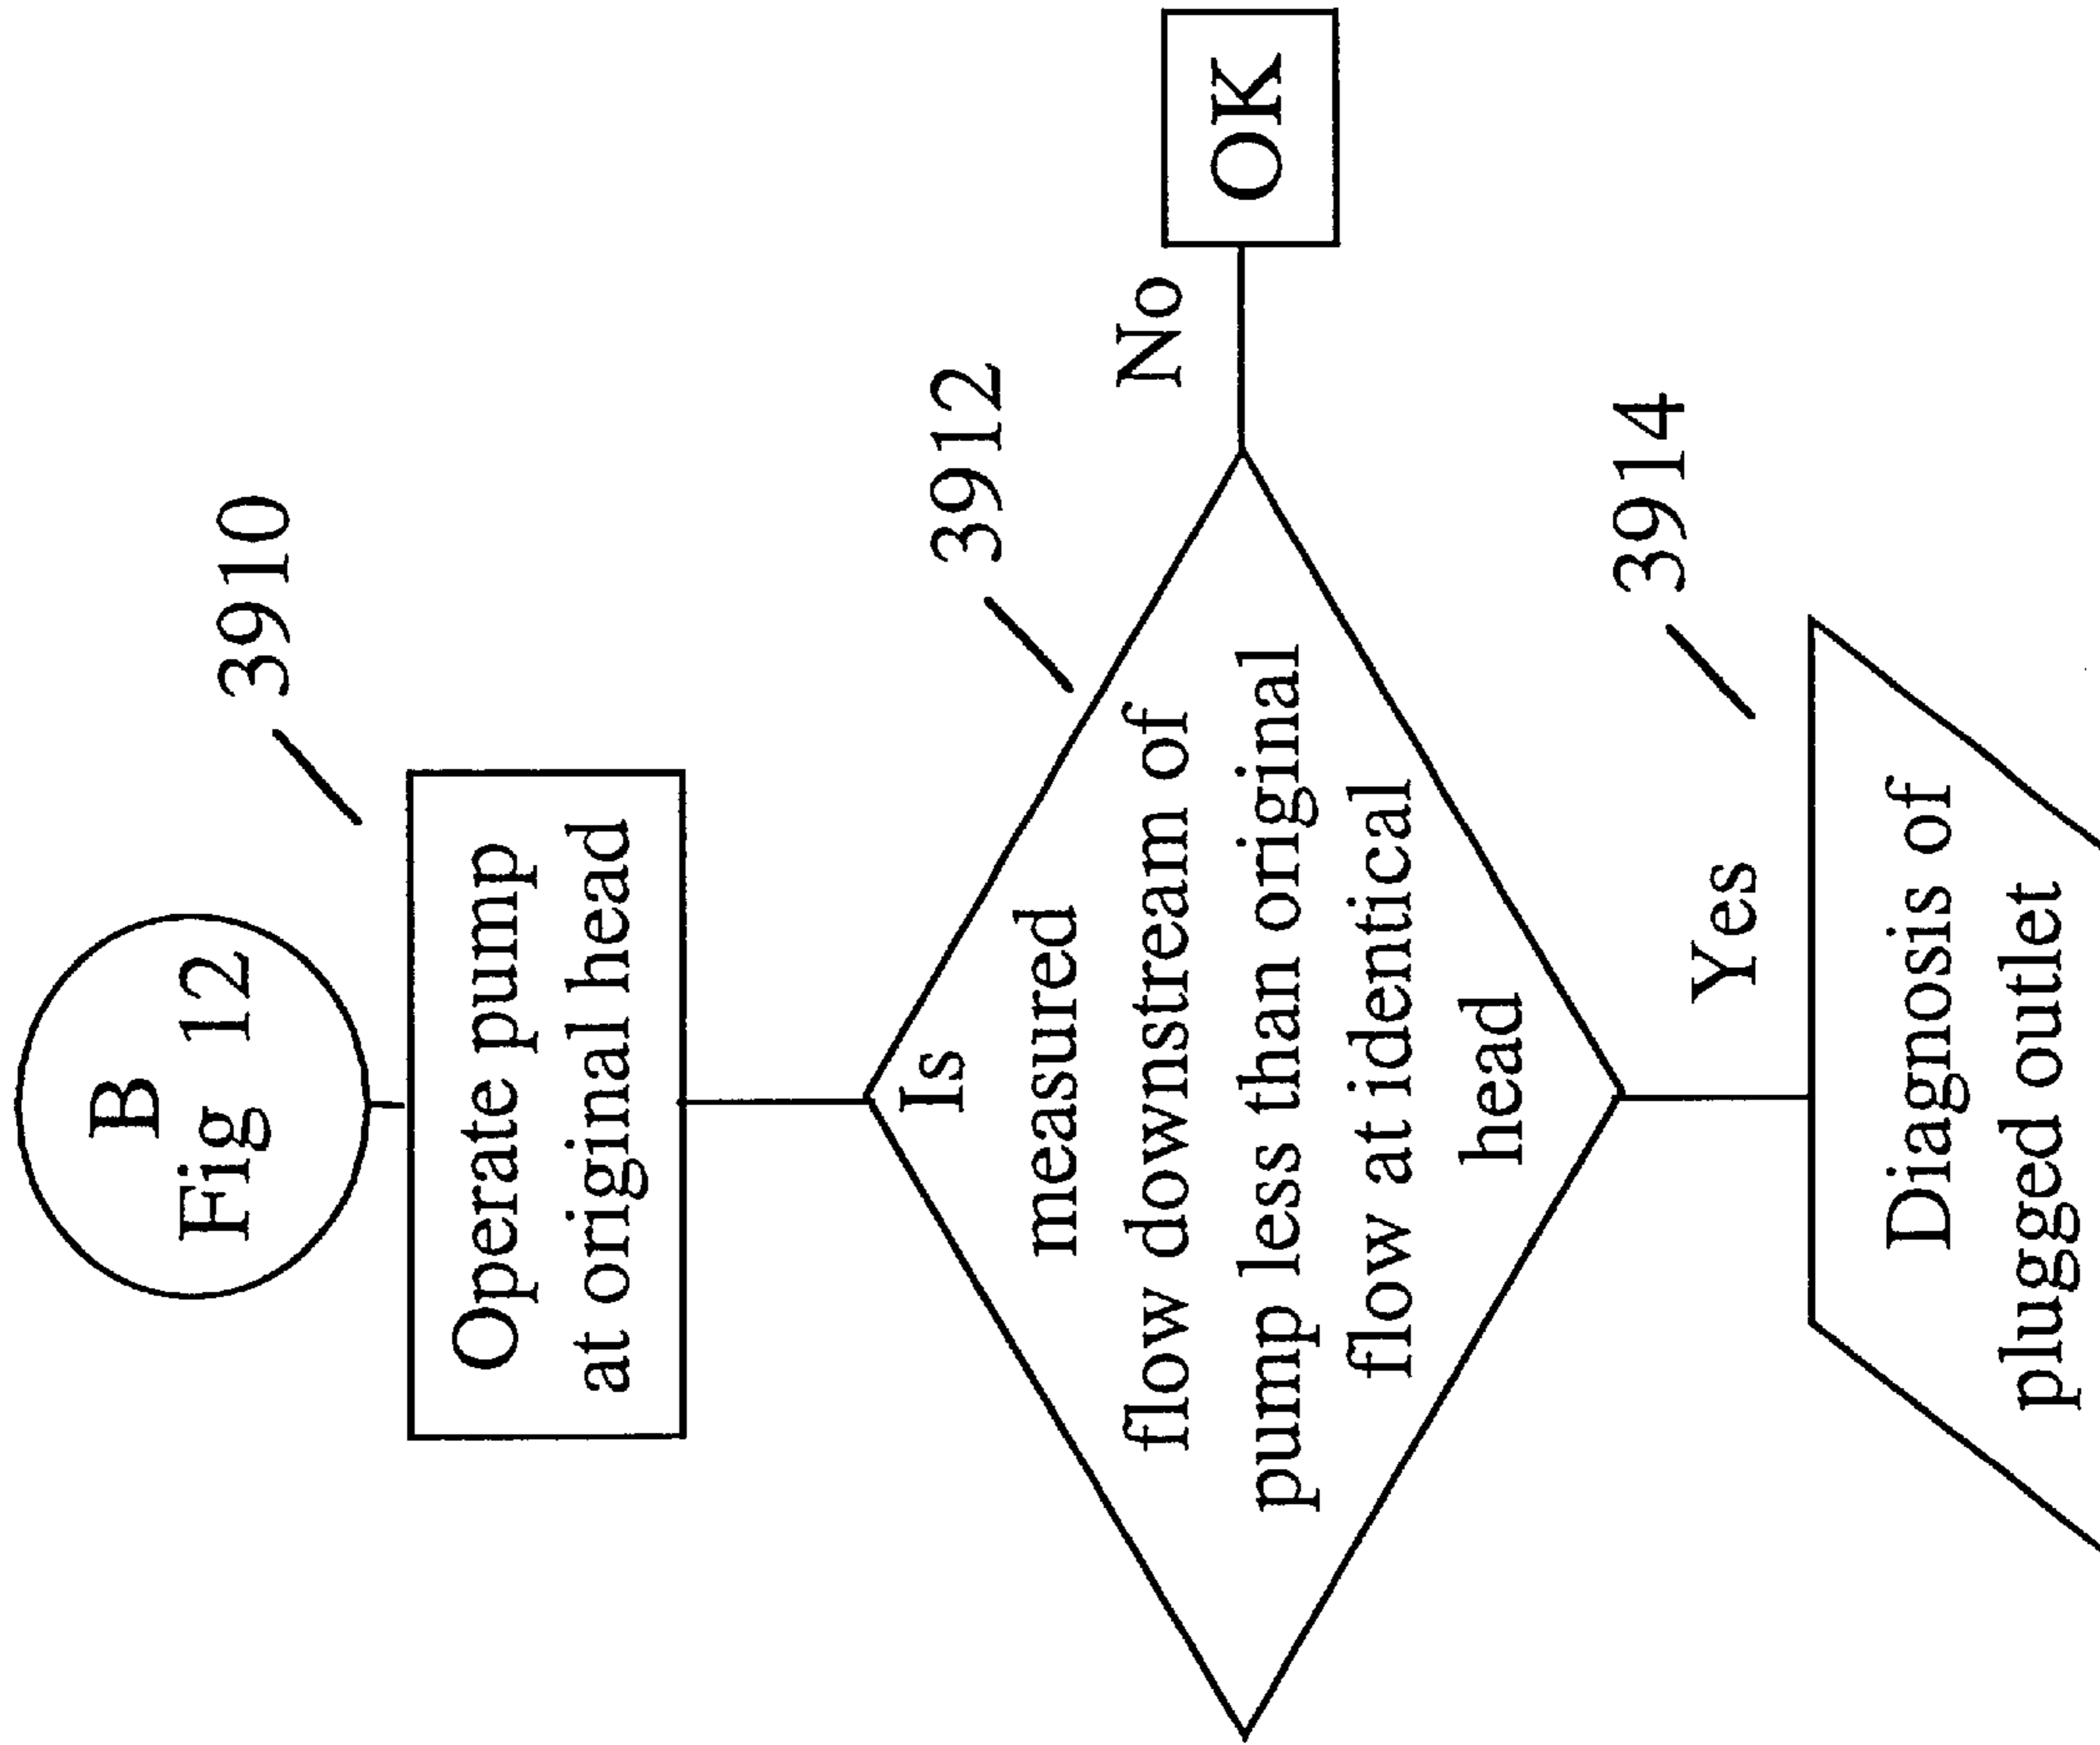 B
Fig 12
3910
Operate pump
at original head
3912
Is
measured
flow downstream of
pump less than original
flow at identical
head
No
OK
Yes
3914
Diagnosis of
plugged outlet